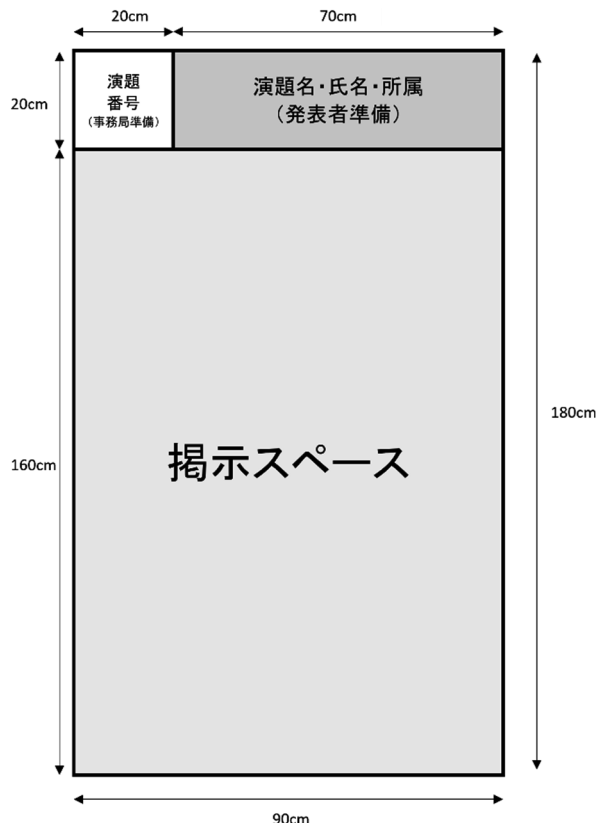 20cm
70cm
20cm
演題
番号
（事務局準備）
演題名・氏名・所属
（発表者準備）
180cm
160cm
掲示スペース
90cm